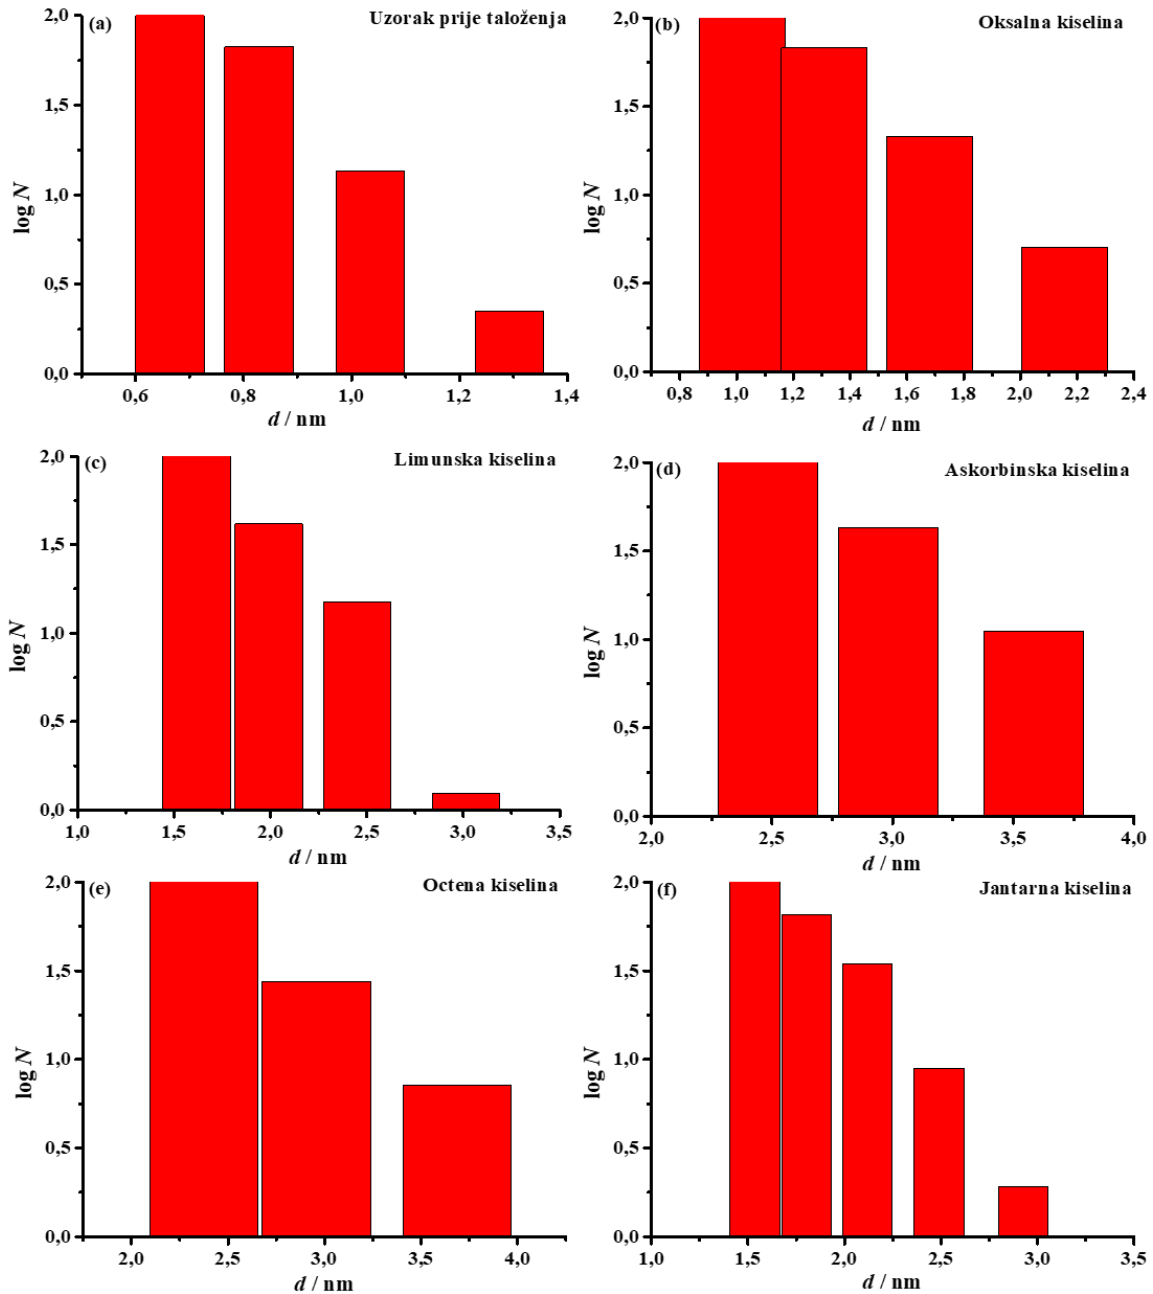 (a) Uzorak prije taloženja
2,0
1,5
1,0
0,5
0,0
log N
0,6 0,8 1,0 1,2 1,4
d / nm
(b) Oksalna kiselina
2,0
1,5
1,0
0,5
0,0
log N
0,8 1,0 1,2 1,4 1,6 1,8 2,0 2,2 2,4
d / nm
(c) Limunska kiselina
2,0
1,5
1,0
0,5
0,0
log N
1,0 1,5 2,0 2,5 3,0 3,5
d / nm
(d) Askorbinska kiselina
2,0
1,5
1,0
0,5
0,0
log N
2,0 2,5 3,0 3,5 4,0
d / nm
(e) Octena kiselina
2,0
1,5
1,0
0,5
0,0
log N
2,0 2,5 3,0 3,5 4,0
d / nm
(f) Jantarna kiselina
2,0
1,5
1,0
0,5
0,0
log N
1,0 1,5 2,0 2,5 3,0 3,5
d / nm